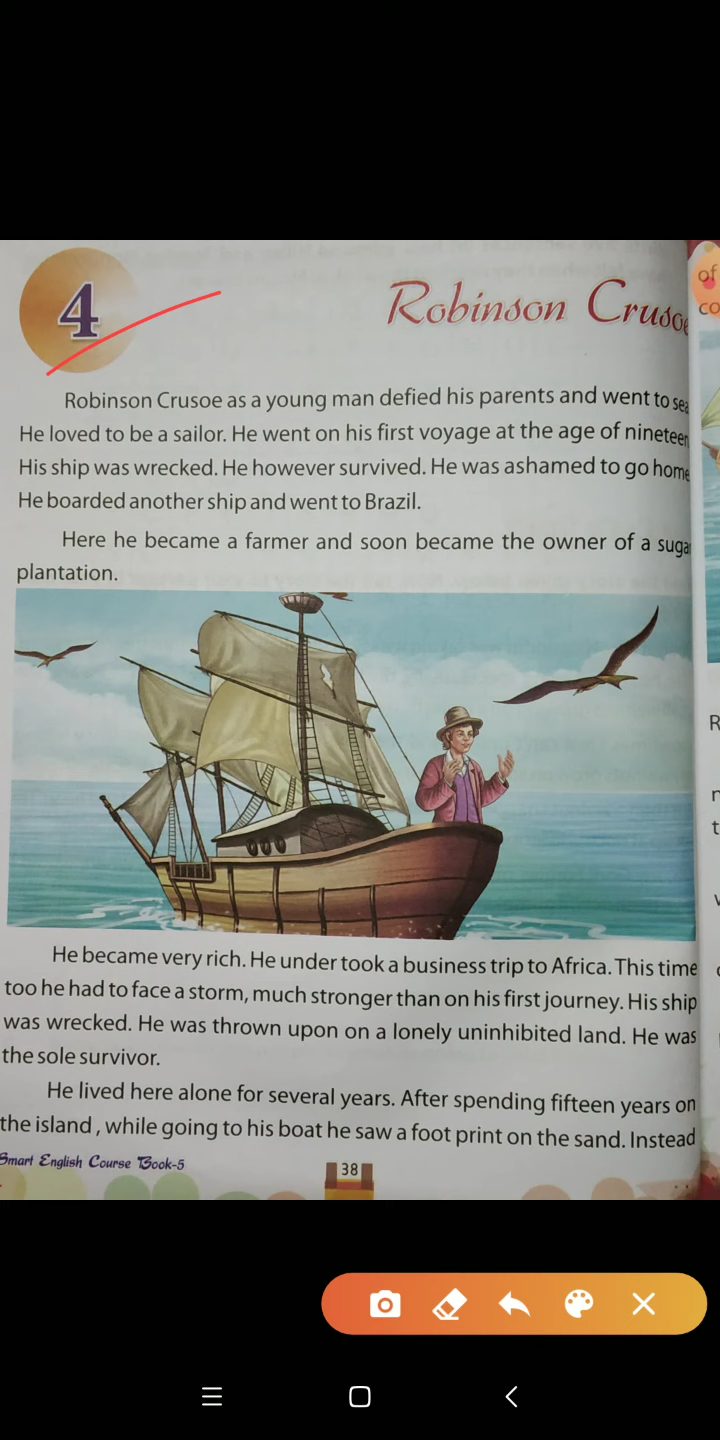 4
Robinson Crusoe
Robinson Crusoe as a young man defied his parents and went to sea
He loved to be a sailor. He went on his first voyage at the age of nineteen
His ship was wrecked. He however survived. He was ashamed to go home
He boarded another ship and went to Brazil.
Here he became a farmer and soon became the owner of a sugar
plantation.
He became very rich. He under took a business trip to Africa. This time
too he had to face a storm, much stronger than on his first journey. His ship
was wrecked. He was thrown upon on a lonely uninhibited land. He was
the sole survivor.
He lived here alone for several years. After spending fifteen years on
the island , while going to his boat he saw a foot print on the sand. Instead
Smart English Course Book-5
38
of
co
R